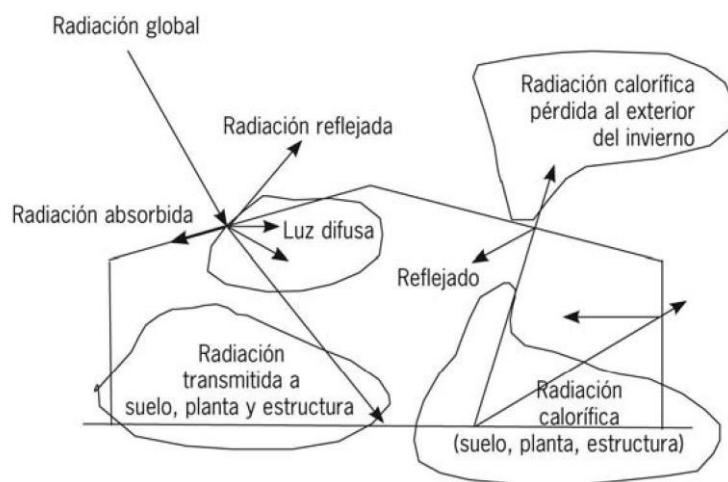 Radiación global
Radiación reflejada
Radiación absorbida
Luz difusa
Radiación calorífica
pérdida al exterior
del invierno
Reflejado
Radiación
transmitida a
suelo, planta y estructura
Radiación
calorífica
(suelo, planta, estructura)